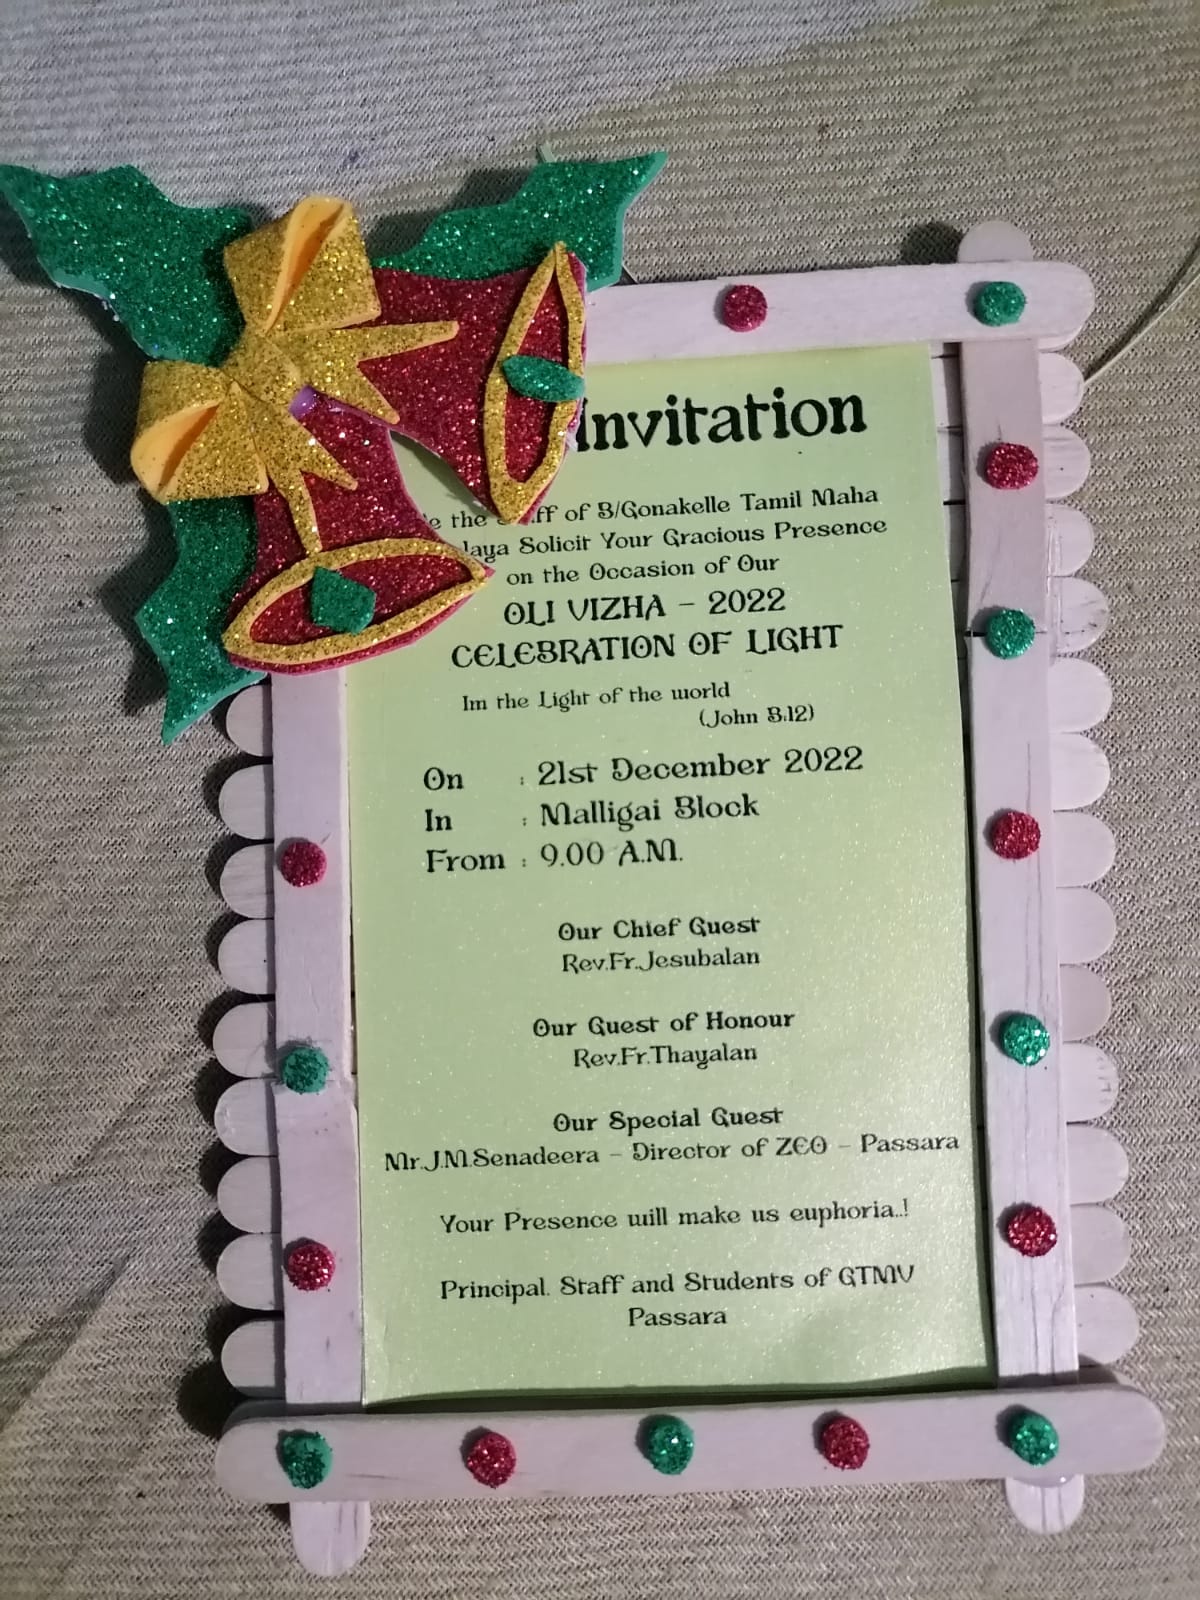 Invitation
the of B/Gonakelle Tamil Maha
Solicit Your Gracious Presence
on the Occasion of Our
OLI VIZHA – 2022
CELEBRATION OF LIGHT
Im the Light of the world
(John 8:12)
On : 21st December 2022
In : Malligai Block
From : 9.00 A.M.
Our Chief Guest
Rev.Fr.Jesubalan
Our Guest of Honour
Rev.Fr.Thayalan
Our Special Guest
Mr.J.M.Senadeera – Director of ZEO – Passara
Your Presence will make us euphoria..!
Principal. Staff and Students of GTMV
Passara